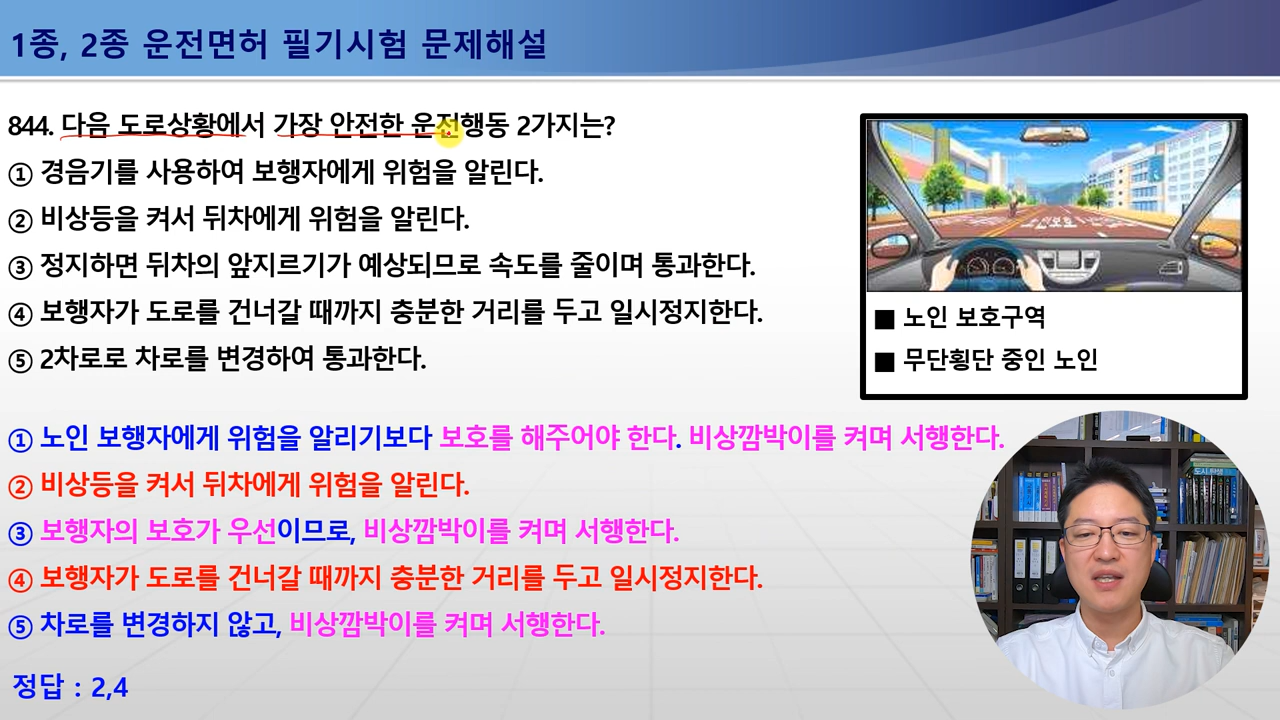 1종, 2종 운전면허 필기시험 문제해설
844. 다음 도로상황에서 가장 안전한 운전행동 2가지는?
① 경음기를 사용하여 보행자에게 위험을 알린다.
② 비상등을 켜서 뒤차에게 위험을 알린다.
③ 정지하면 뒤차의 앞지르기가 예상되므로 속도를 줄이며 통과한다.
④ 보행자가 도로를 건너갈 때까지 충분한 거리를 두고 일시정지한다.
⑤ 2차로로 차로를 변경하여 통과한다.
노인보호
■ 노인 보호구역
■ 무단횡단 중인 노인
① 노인 보행자에게 위험을 알리기보다 보호를 해주어야 한다. 비상깜박이를 켜며 서행한다.
② 비상등을 켜서 뒤차에게 위험을 알린다.
③ 보행자의 보호가 우선이므로, 비상깜박이를 켜며 서행한다.
④ 보행자가 도로를 건너갈 때까지 충분한 거리를 두고 일시정지한다.
⑤ 차로를 변경하지 않고, 비상깜박이를 켜며 서행한다.
정답 : 2,4